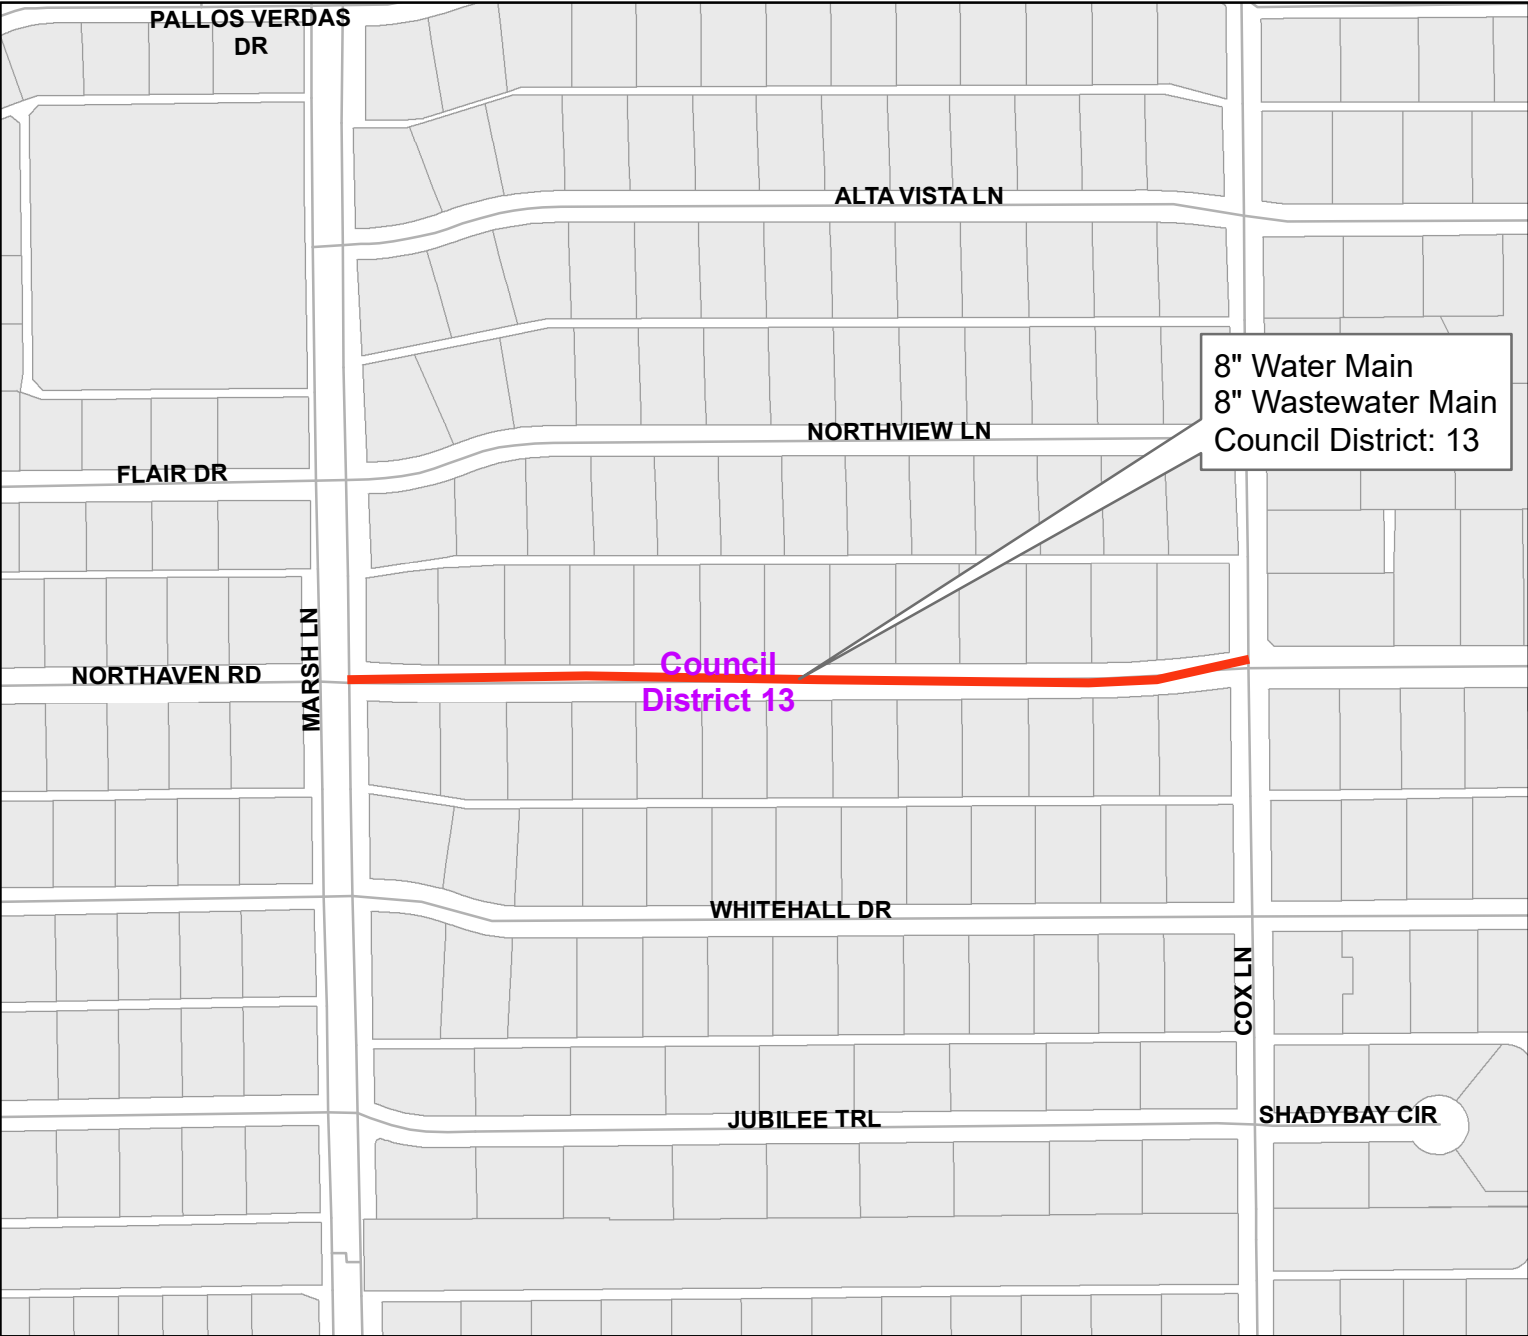 PALLOS VERDAS
DR
ALTA VISTA LN
8" Water Main
8" Wastewater Main
Council District: 13
NORTHVIEW LN
FLAIR DR
MARSH LN
NORTHAVEN RD
Council
District 13
WHITEHALL DR
COX LN
JUBILEE TRL
SHADYBAY CIR